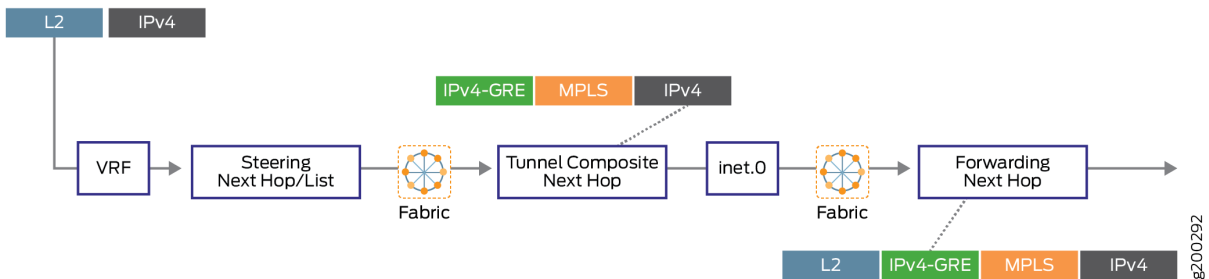 L2 IPv4
IPv4-GRE MPLS IPv4
VRF
Steering
Next Hop/List
Fabric
Tunnel Composite
Next Hop
inet.0
Fabric
Forwarding
Next Hop
L2 IPv4-GRE MPLS IPv4
g200292